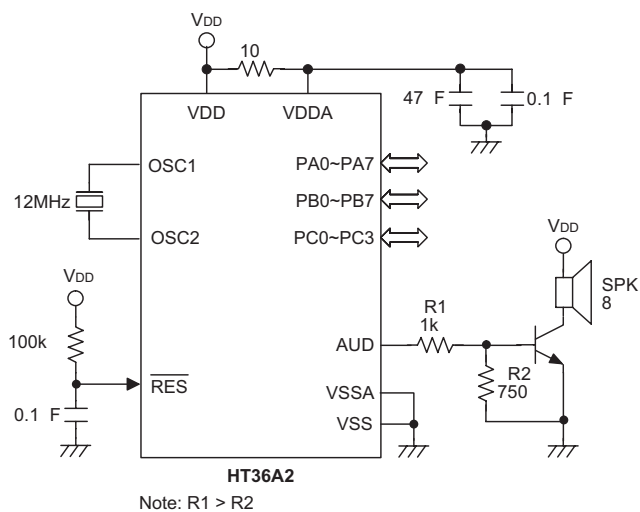 VDD
10
VDD
VDDA
47 F
0.1 F
OSC1
PA0~PA7
12MHz
PB0~PB7
OSC2
PC0~PC3
VDD
VDD
SPK
8
R1
1k
100k
AUD
RES
R2
750
VSSA
0.1 F
VSS
HT36A2
Note: R1 > R2